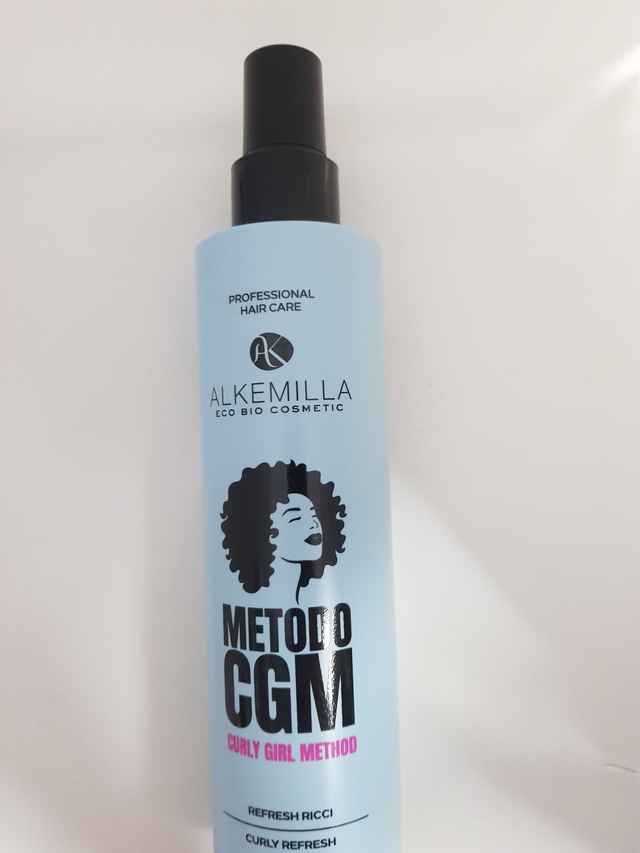 PROFESSIONAL
HAIR CARE
AK
ALKEMILLA
ECO BIO COSMETIC
METODO
CGM
CURLY GIRL METHOD
REFRESH RICCI
CURLY REFRESH